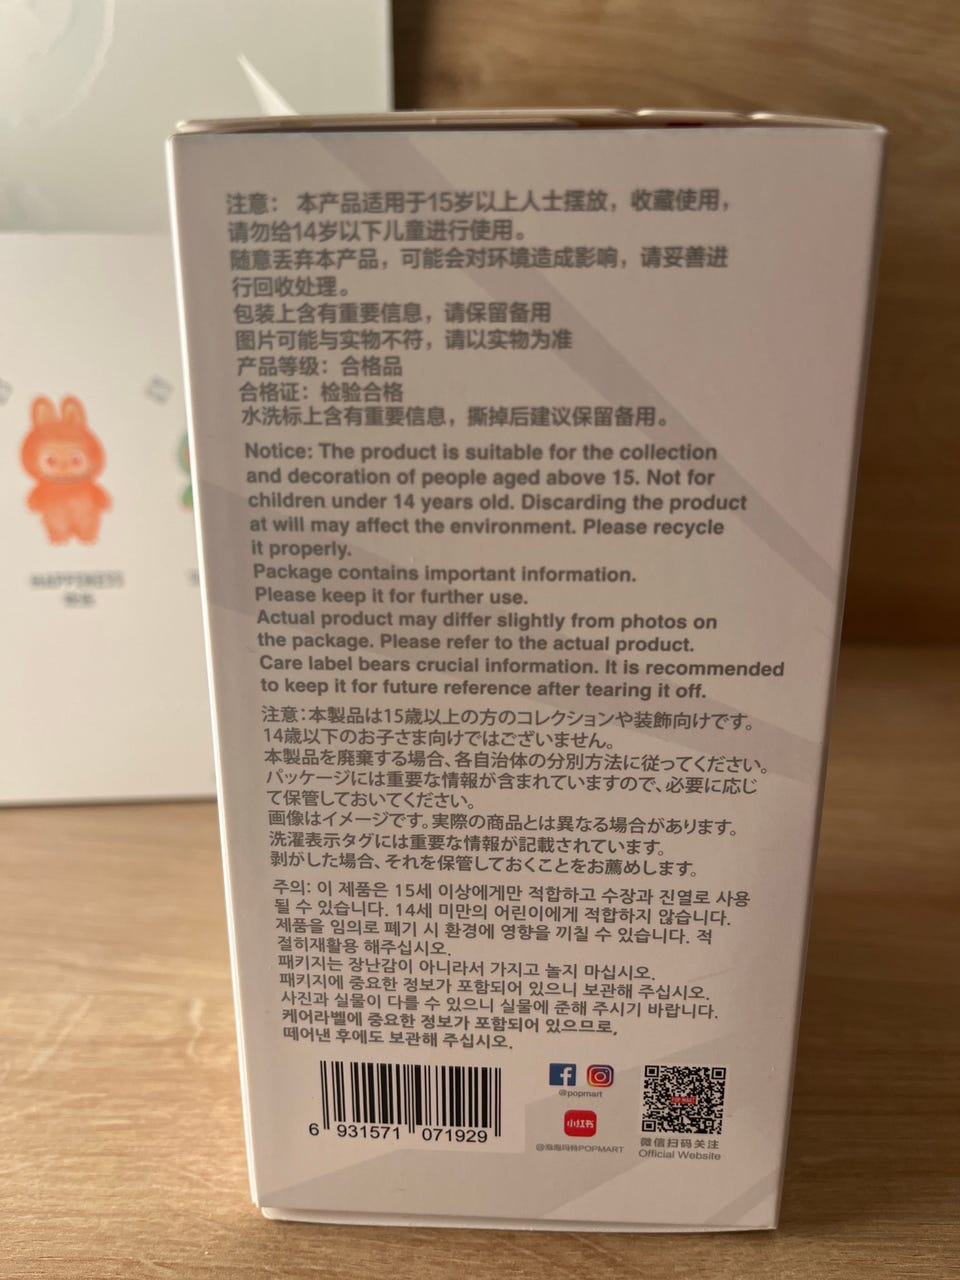 注意： 本产品适用于15岁以上人士摆放，收藏使用，
请勿给14岁以下儿童进行使用。
随意丢弃本产品，可能会对环境造成影响，请妥善进
行回收处理。
包装上含有重要信息，请保留备用
图片可能与实物不符，请以实物为准
产品等级：合格品
合格证：检验合格
水洗标上含有重要信息，撕掉后建议保留备用。
Notice: The product is suitable for the collection
and decoration of people aged above 15. Not for
children under 14 years old. Discarding the product
at will may affect the environment. Please recycle
it properly.
Package contains important information.
Please keep it for further use.
Actual product may differ slightly from photos on
the package. Please refer to the actual product.
Care label bears crucial information. It is recommended
to keep it for future reference after tearing it off.
注意：本製品は15歳以上の方のコレクションや装飾向けです。
14歳以下のお子さま向けではございません。
本製品を廃棄する場合、各自治体の分別方法に従ってください。
パッケージには重要な情報が含まれていますので、必要に応じ
て保管しておいてください。
画像はイメージです。実際の商品とは異なる場合があります。
洗濯表示タグには重要な情報が記載されています。
剥がした場合、それを保管しておくことをお薦めします。
주의: 이 제품은 15세 이상에게만 적합하고 수장과 진열로 사용
될 수 있습니다. 14세 미만의 어린이에게 적합하지 않습니다.
제품을 임의로 폐기 시 환경에 영향을 끼칠 수 있습니다. 적
절히재활용 해주십시오.
패키지는 장난감이 아니라서 가지고 놀지 마십시오.
패키지에 중요한 정보가 포함되어 있으니 보관해 주십시오.
사진과 실물이 다를 수 있으니 실물에 준해 주시기 바랍니다.
케어라벨에 중요한 정보가 포함되어 있으므로,
떼어낸 후에도 보관해 주십시오.
6 931571 071929
@popmart
小红书
@泡泡玛特POPMART
POP MART
微信扫码关注
Official Website
HAPPINESS